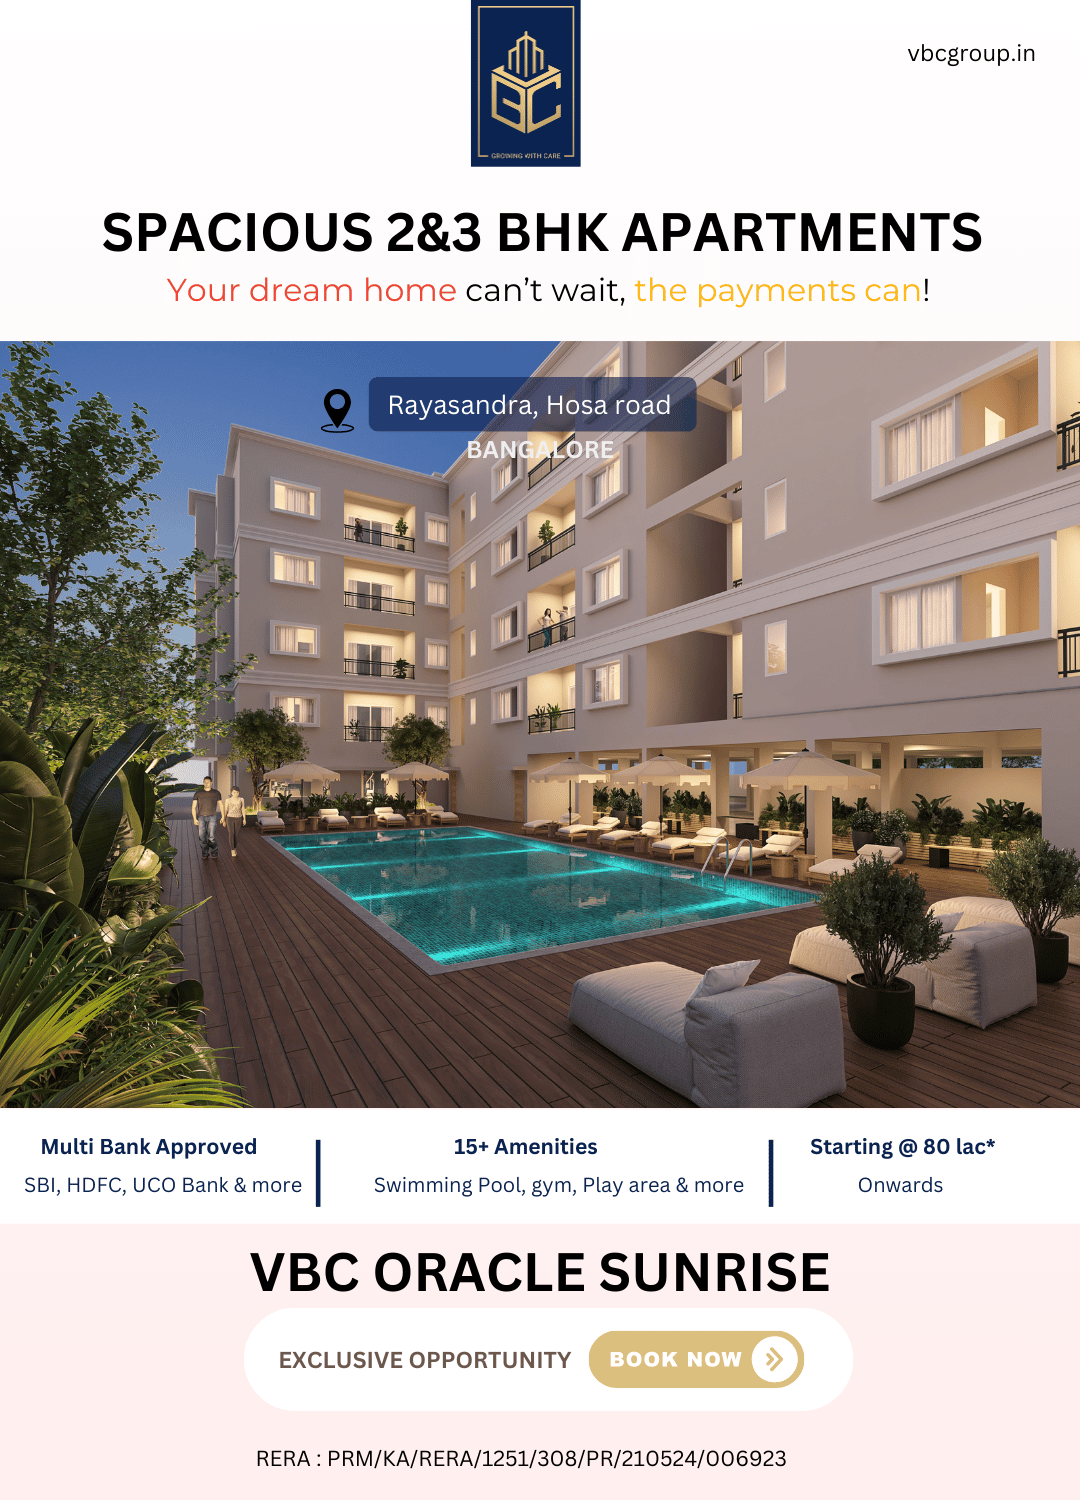 vbcgroup.in
BC
GROWING WITH CARE
SPACIOUS 2&3 BHK APARTMENTS
Your dream home can’t wait, the payments can!
Rayasandra, Hosa road
BANGALORE
Multi Bank Approved
SBI, HDFC, UCO Bank & more
15+ Amenities
Swimming Pool, gym, Play area & more
Starting @ 80 lac*
Onwards
VBC ORACLE SUNRISE
EXCLUSIVE OPPORTUNITY
BOOK NOW
RERA : PRM/KA/RERA/1251/308/PR/210524/006923